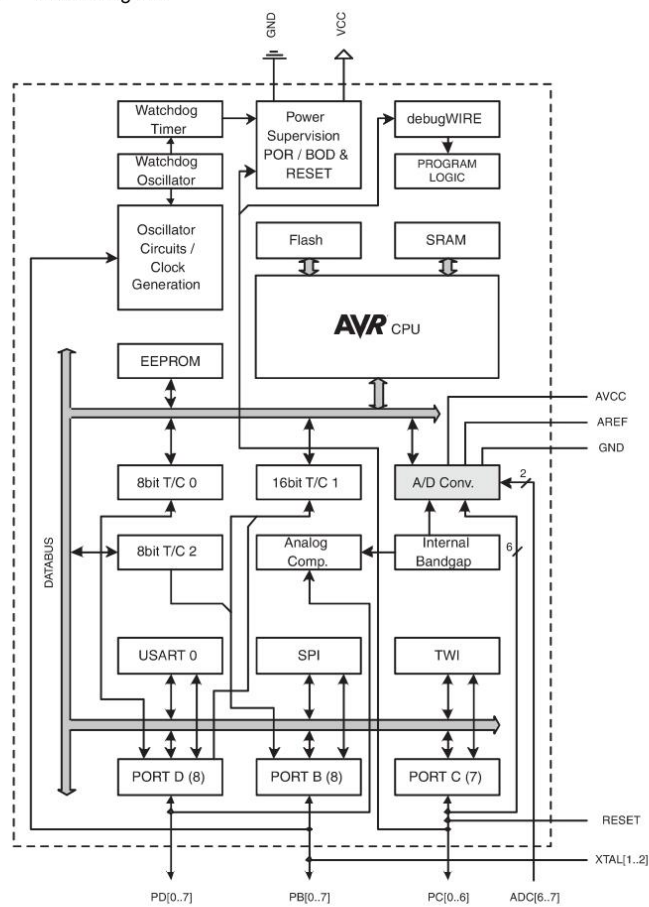 GND
VCC
Watchdog
Timer
Power
Supervision
POR / BOD &
RESET
debugWIRE
Watchdog
Oscillator
PROGRAM
LOGIC
Oscillator
Circuits /
Clock
Generation
Flash
SRAM
AVR CPU
EEPROM
AVCC
AREF
GND
8bit T/C 0
16bit T/C 1
A/D Conv.
2
DATABUS
8bit T/C 2
Analog
Comp.
Internal
Bandgap
6
USART 0
SPI
TWI
PORT D (8)
PORT B (8)
PORT C (7)
RESET
XTAL[1..2]
PD[0..7]
PB[0..7]
PC[0..6]
ADC[6..7]